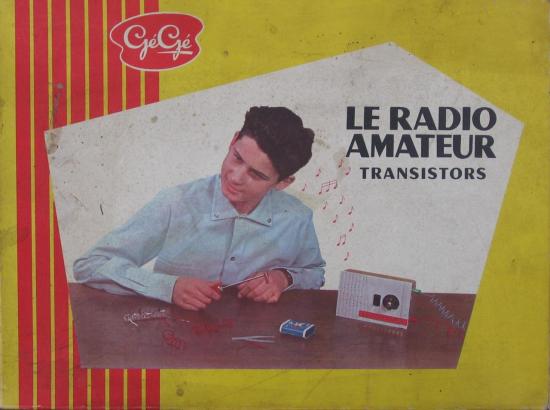 GéGé
LE RADIO
AMATEUR
TRANSISTORS